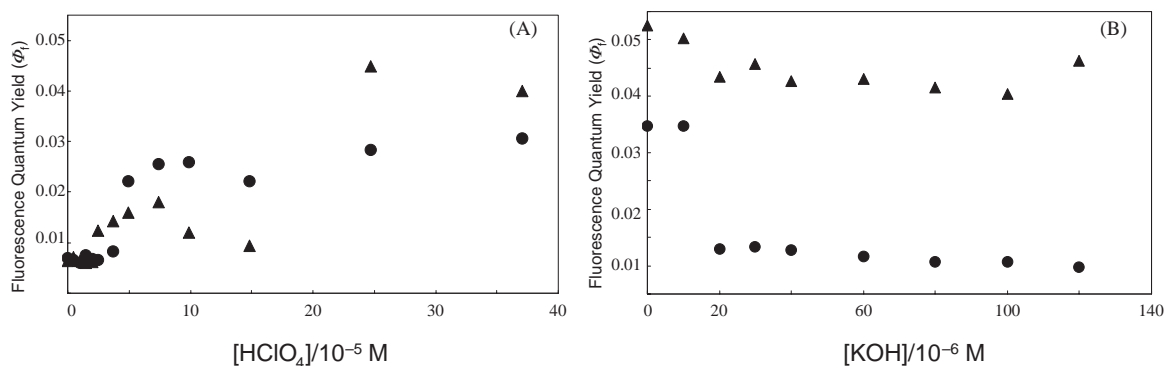 (A)
Fluorescence Quantum Yield (Φf)
0.05
0.04
0.03
0.02
0.01
0 10 20 30 40
[HClO4]/10–5 M
(B)
Fluorescence Quantum Yield (Φf)
0.05
0.04
0.03
0.02
0.01
0 20 40 60 80 100 120 140
[KOH]/10–6 M